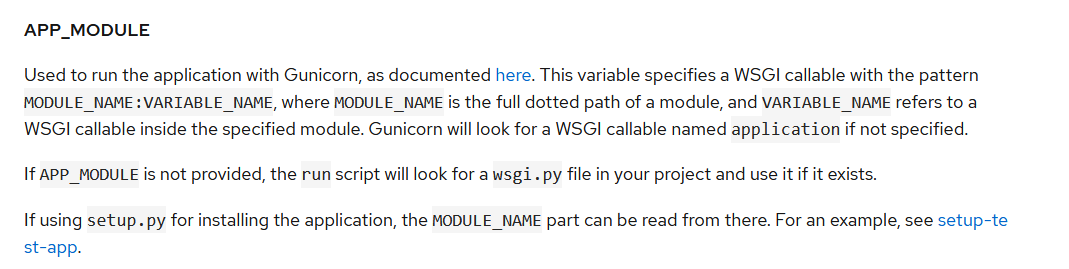 APP_MODULE
Used to run the application with Gunicorn, as documented here. This variable specifies a WSGI callable with the pattern
MODULE_NAME:VARIABLE_NAME, where MODULE_NAME is the full dotted path of a module, and VARIABLE_NAME refers to a
WSGI callable inside the specified module. Gunicorn will look for a WSGI callable named application if not specified.
If APP_MODULE is not provided, the run script will look for a wsgi.py file in your project and use it if it exists.
If using setup.py for installing the application, the MODULE_NAME part can be read from there. For an example, see setup-te
st-app.